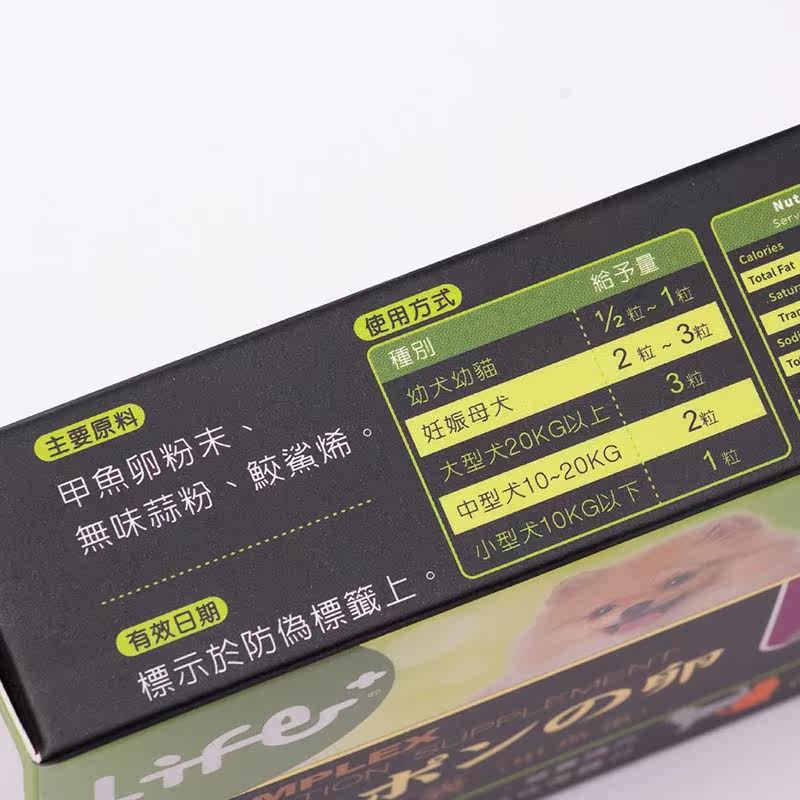 主要原料
甲魚卵粉末、
無味蒜粉、鮫鯊烯。
有效日期
標示於防偽標籤上。
使用方式
種別 給予量
幼犬幼貓 ½粒~1粒
妊娠母犬 2粒~3粒
大型犬20KG以上 3粒
中型犬10~20KG 2粒
小型犬10KG以下 1粒
Calories
Total Fat
Life+®
SUPPLEMENT
ポンの卵